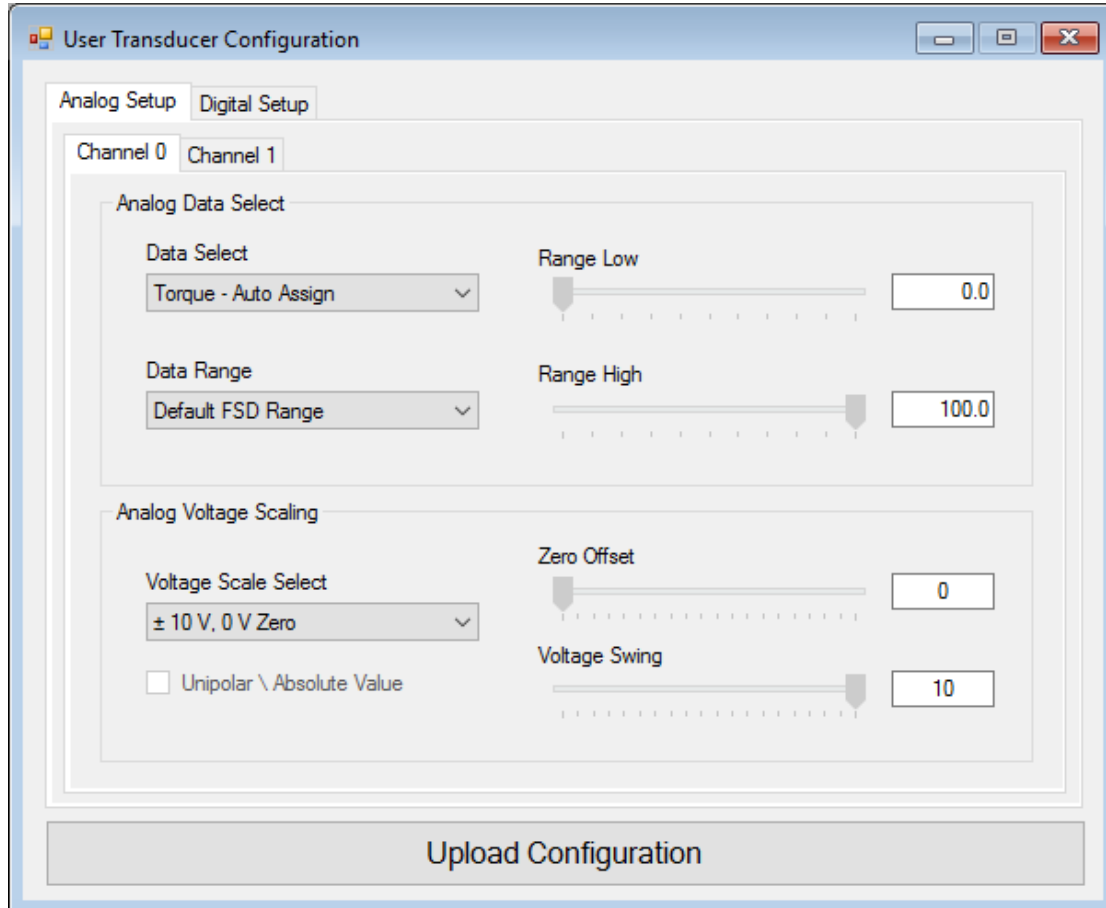 User Transducer Configuration
Analog Setup
Digital Setup
Channel 0
Channel 1
Analog Data Select
Data Select
Torque - Auto Assign
Range Low
0.0
Data Range
Default FSD Range
Range High
100.0
Analog Voltage Scaling
Voltage Scale Select
± 10 V, 0 V Zero
Unipolar \ Absolute Value
Zero Offset
0
Voltage Swing
10
Upload Configuration